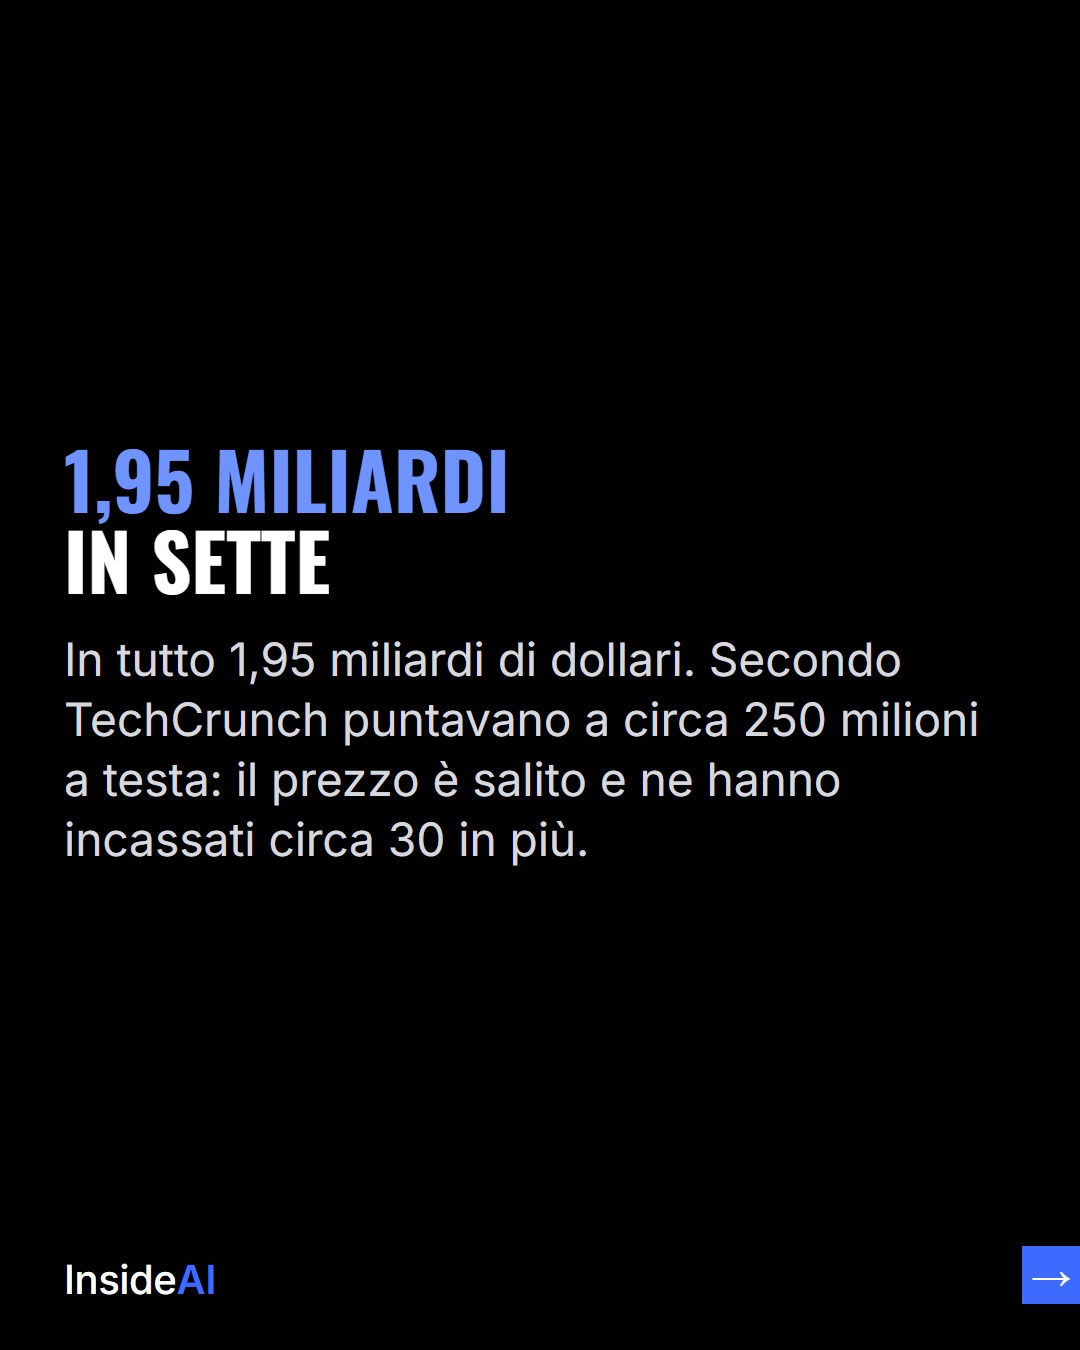 1,95 MILIARDI
IN SETTE
In tutto 1,95 miliardi di dollari. Secondo
TechCrunch puntavano a circa 250 milioni
a testa: il prezzo è salito e ne hanno
incassati circa 30 in più.
InsideAI
→